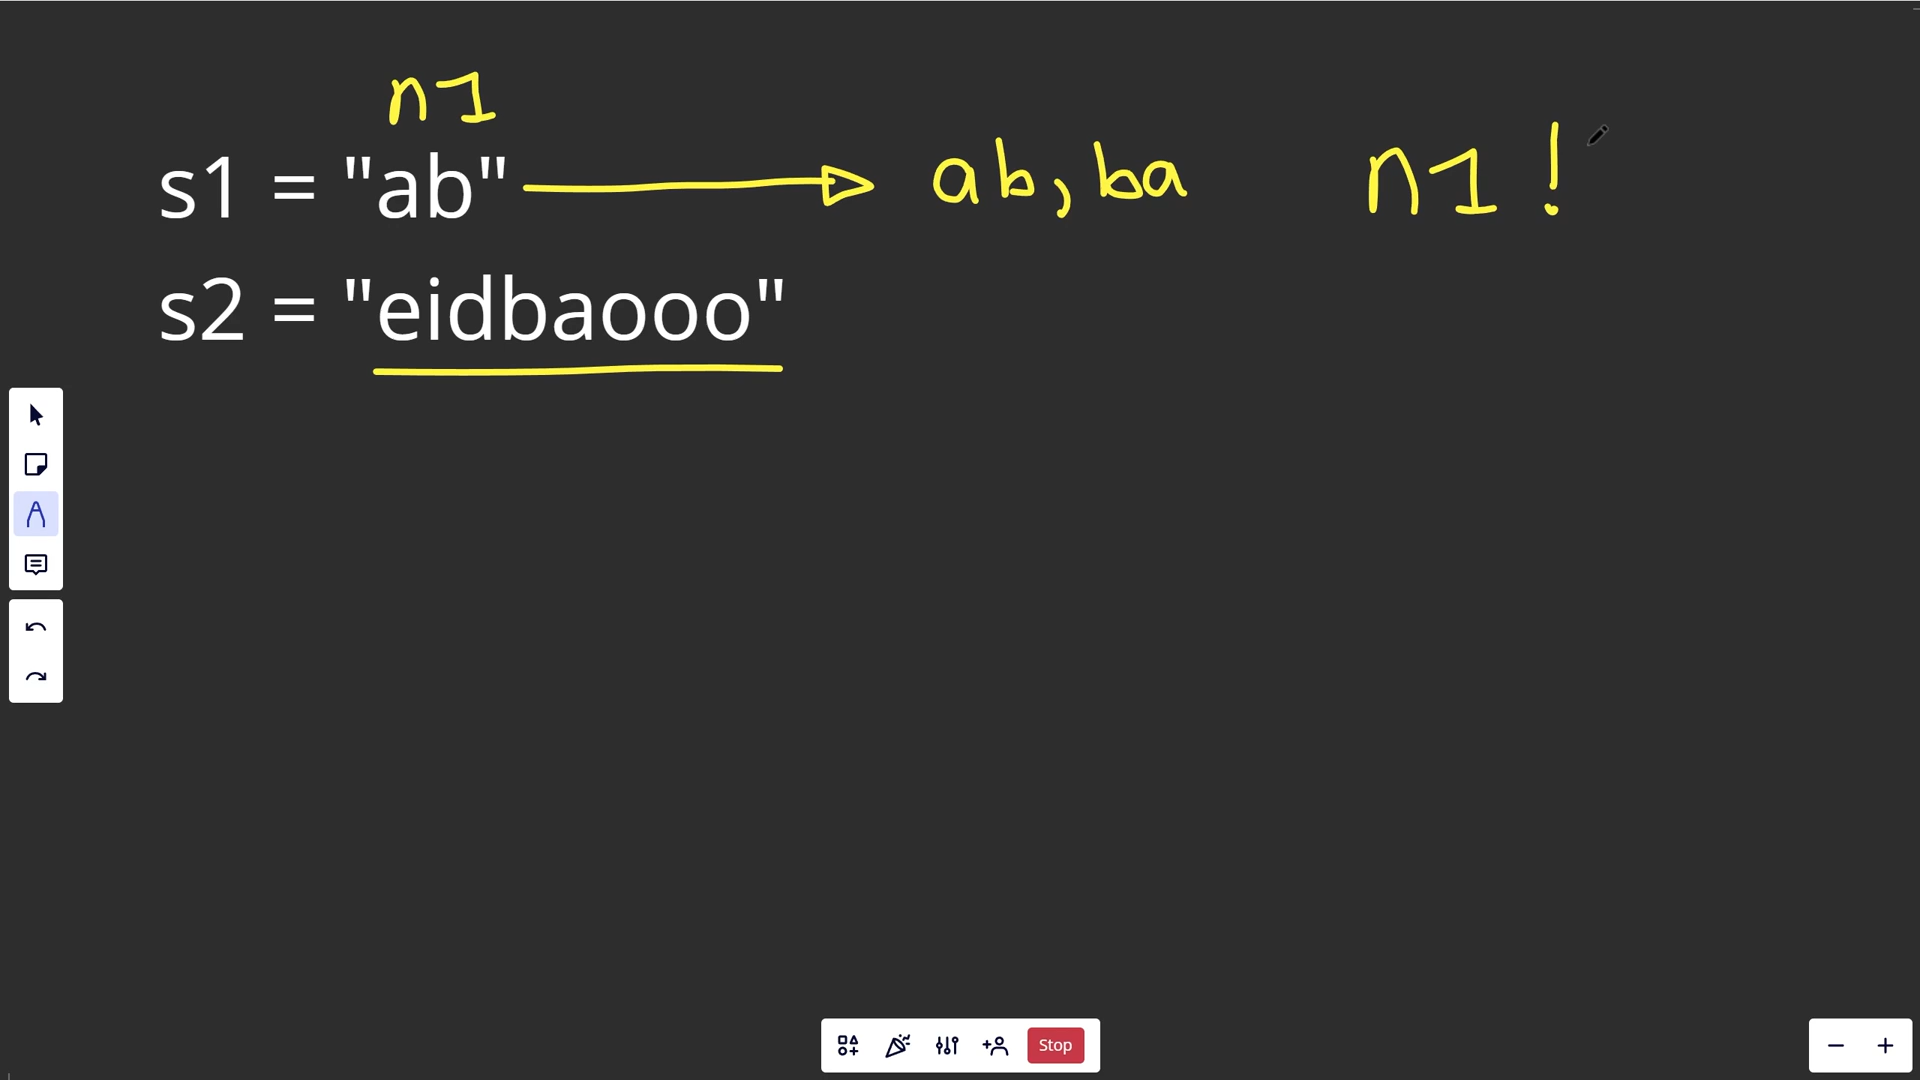 n1
s1 = "ab" ab, ba n1!
s2 = "eidbaooo"
Stop